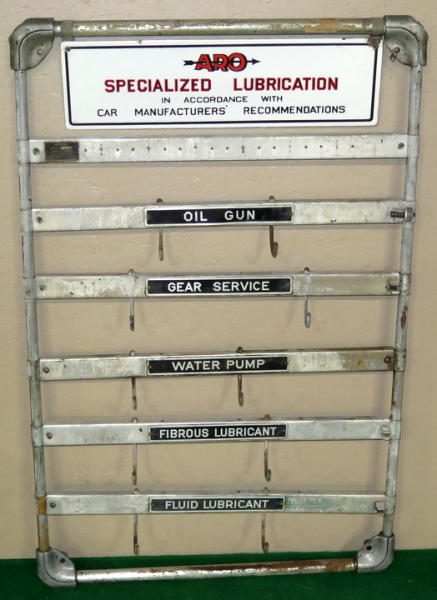 ARO
SPECIALIZED LUBRICATION
IN ACCORDANCE WITH
CAR MANUFACTURERS' RECOMMENDATIONS
OIL GUN
GEAR SERVICE
WATER PUMP
FIBROUS LUBRICANT
FLUID LUBRICANT